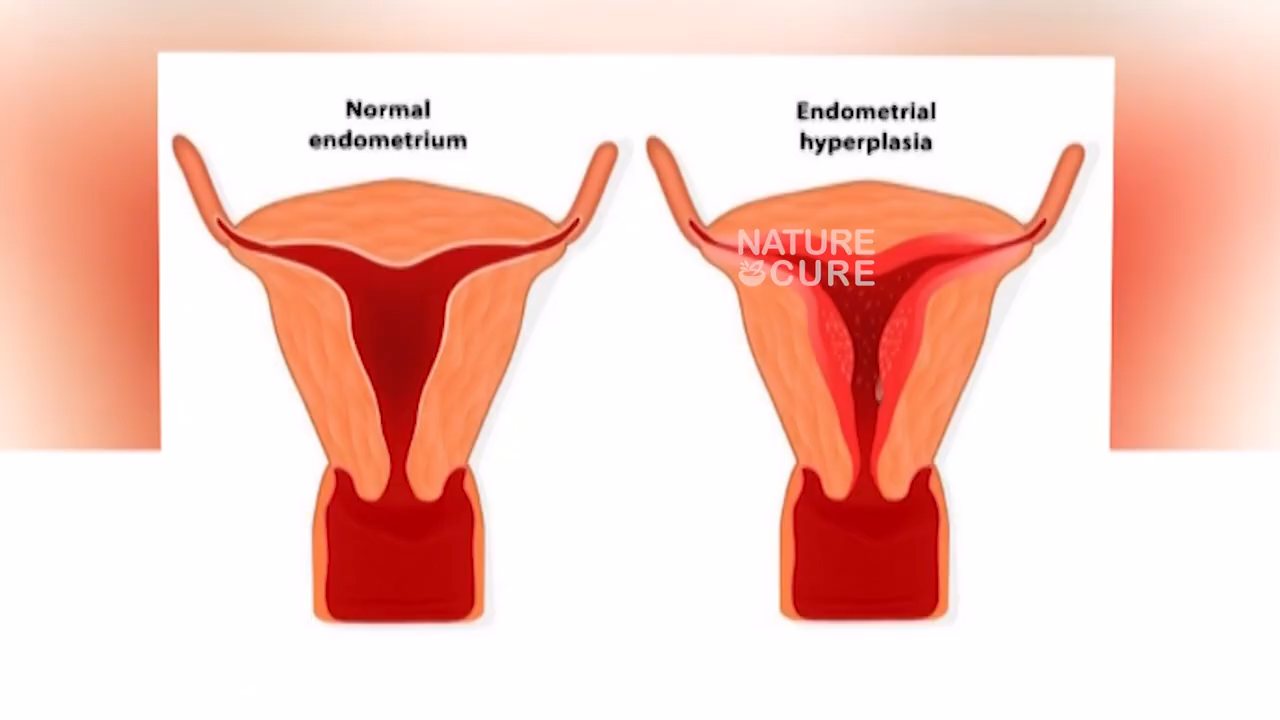 Normal
endometrium
Endometrial
hyperplasia
NATURE
CURE